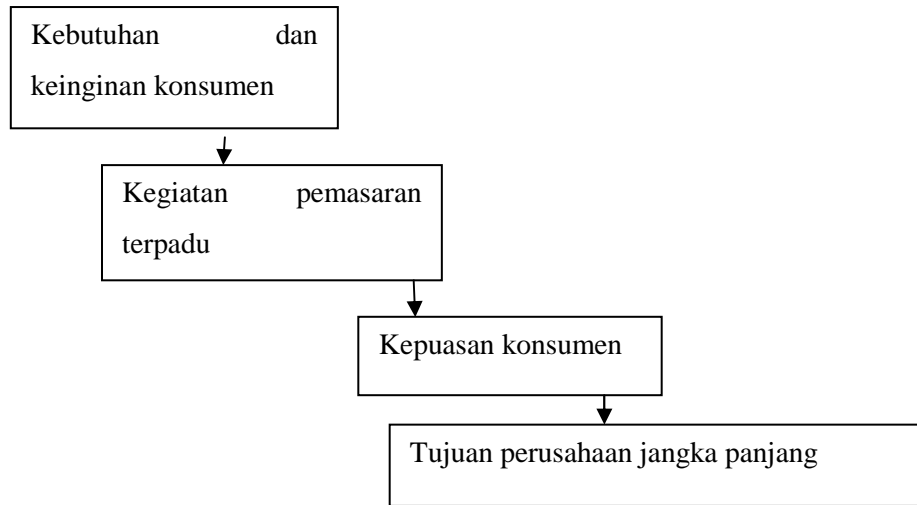 Kebutuhan dan
keinginan konsumen
Kegiatan pemasaran
terpadu
Kepuasan konsumen
Tujuan perusahaan jangka panjang